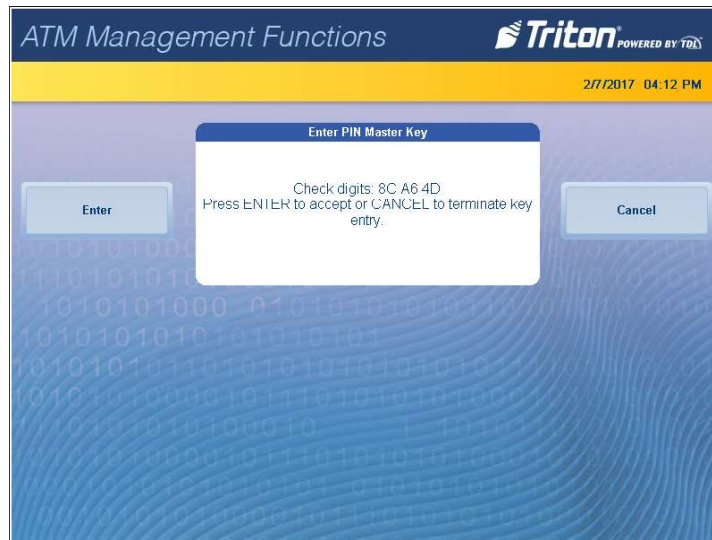 ATM Management Functions
Triton POWERED BY TDL
2/7/2017 04:12 PM
Enter PIN Master Key
Check digits: 8C A6 4D
Press ENTER to accept or CANCEL to terminate key
entry.
Enter
Cancel